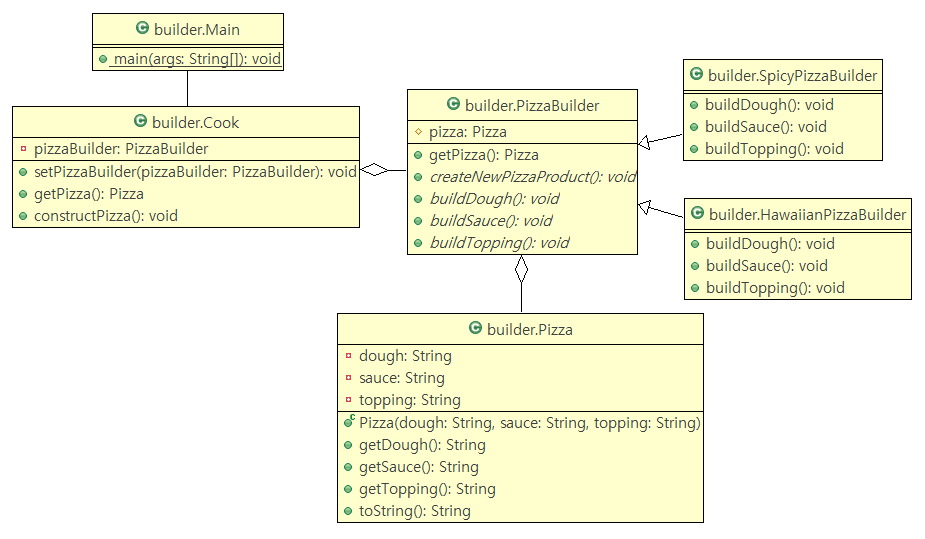 builder.Main
main(args: String[]): void
builder.Cook
pizzaBuilder: PizzaBuilder
setPizzaBuilder(pizzaBuilder: PizzaBuilder): void
getPizza(): Pizza
constructPizza(): void
builder.PizzaBuilder
pizza: Pizza
getPizza(): Pizza
createNewPizzaProduct(): void
buildDough(): void
buildSauce(): void
buildTopping(): void
builder.SpicyPizzaBuilder
buildDough(): void
buildSauce(): void
buildTopping(): void
builder.HawaiianPizzaBuilder
buildDough(): void
buildSauce(): void
buildTopping(): void
builder.Pizza
dough: String
sauce: String
topping: String
Pizza(dough: String, sauce: String, topping: String)
getDough(): String
getSauce(): String
getTopping(): String
toString(): String